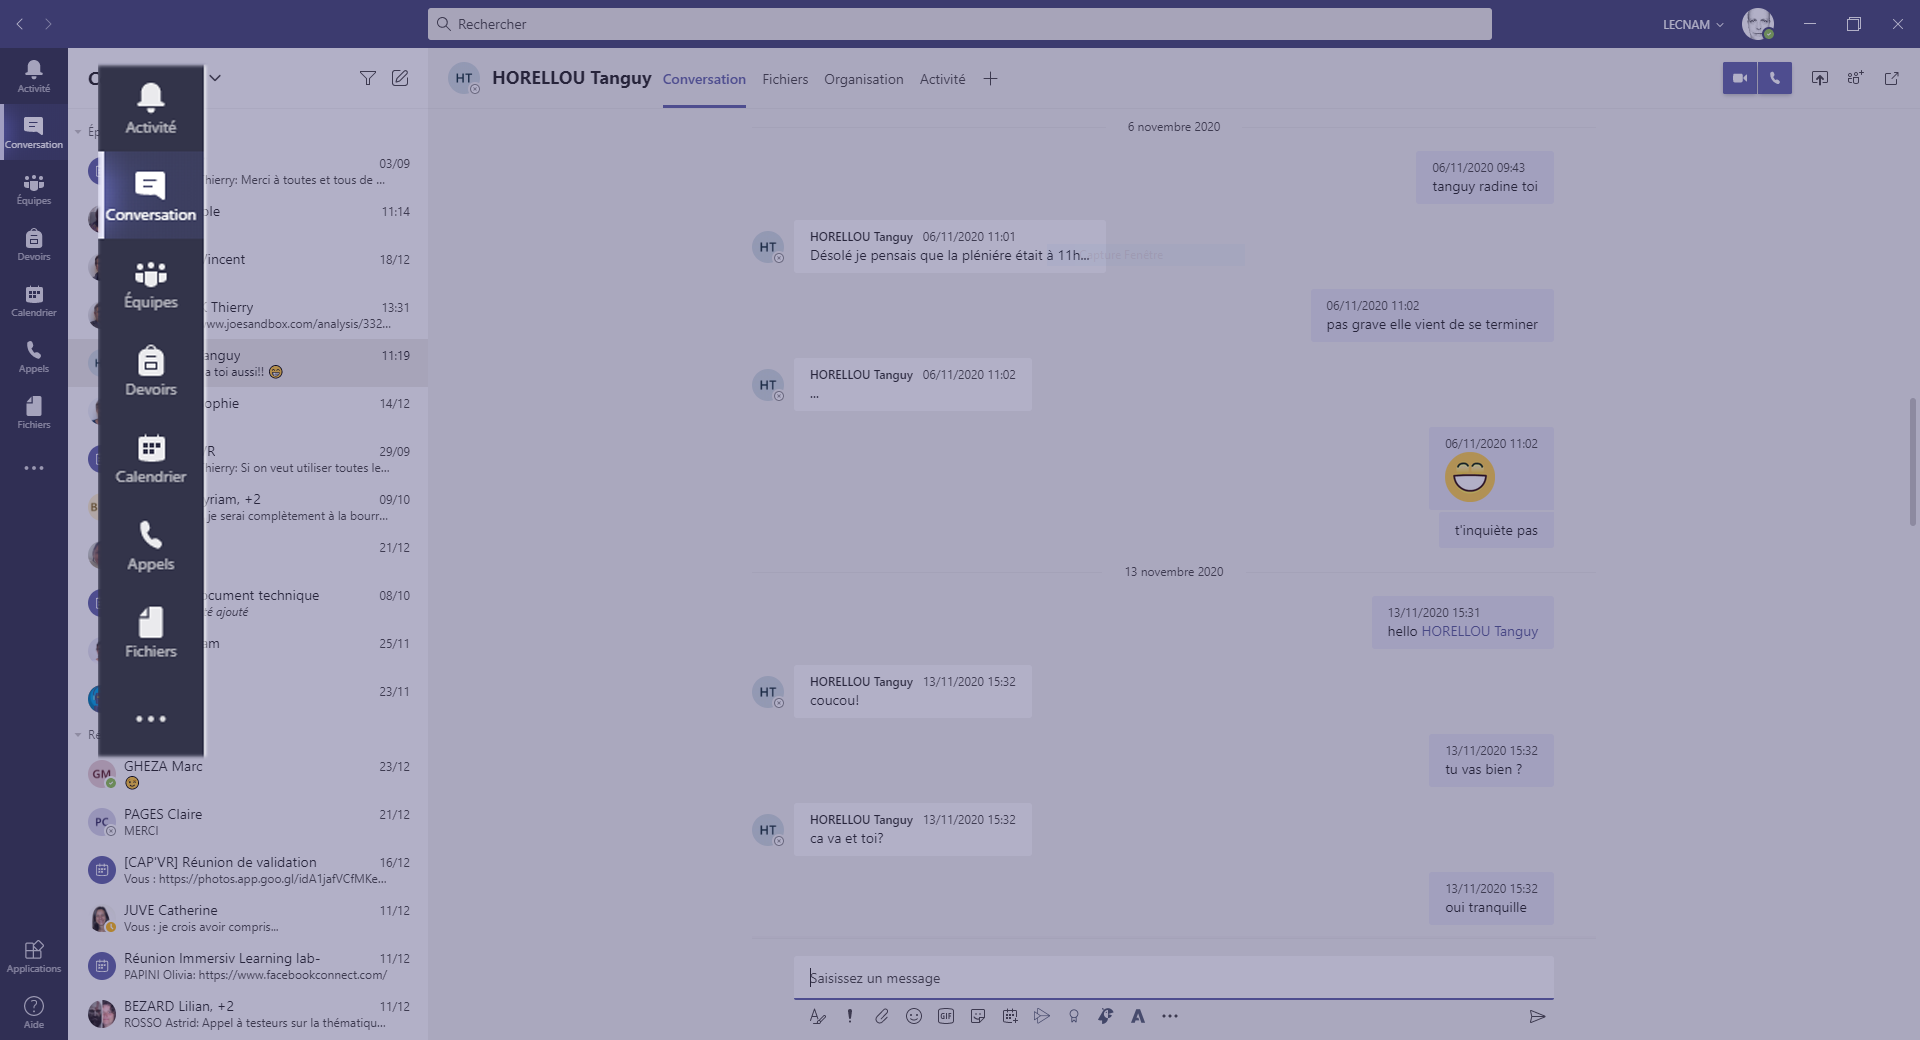 Rechercher
LECNAM
Activité
Conversation
Équipes
Devoirs
Calendrier
Appels
Fichiers
Applications
Aide
Activité
Conversation
Équipes
Devoirs
Calendrier
Appels
Fichiers
03/09
hierry: Merci à toutes et tous de ...
11:14
incent
18/12
Thierry
13:31
www.joesandbox.com/analysis/332...
anguy
11:19
a toi aussi!!
ophie
14/12
29/09
hierry: Si on veut utiliser toutes le...
yriam, +2
09/10
je serai complètement à la bourr...
21/12
ocument technique
08/10
té ajouté
am
25/11
23/11
GM
GHEZA Marc
23/12
PC
PAGES Claire
21/12
MERCI
[CAP'VR] Réunion de validation
16/12
Vous : https://photos.app.goo.gl/idA1jafVCfMKe...
JUVE Catherine
11/12
Vous : je crois avoir compris...
Réunion Immersiv Learning lab-
11/12
PAPINI Olivia: https://www.facebookconnect.com/
BEZARD Lilian, +2
11/12
ROSSO Astrid: Appel à testeurs sur la thématiqu...
HT
HORELLOU Tanguy
Conversation
Fichiers
Organisation
Activité
6 novembre 2020
06/11/2020 09:43
tanguy radine toi
HT
HORELLOU Tanguy 06/11/2020 11:01
Désolé je pensais que la pléniére était à 11h...
06/11/2020 11:02
pas grave elle vient de se terminer
HT
HORELLOU Tanguy 06/11/2020 11:02
...
06/11/2020 11:02
t'inquiète pas
13 novembre 2020
13/11/2020 15:31
hello HORELLOU Tanguy
HT
HORELLOU Tanguy 13/11/2020 15:32
coucou!
13/11/2020 15:32
tu vas bien ?
HT
HORELLOU Tanguy 13/11/2020 15:32
ca va et toi?
13/11/2020 15:32
oui tranquille
Saisissez un message
GIF